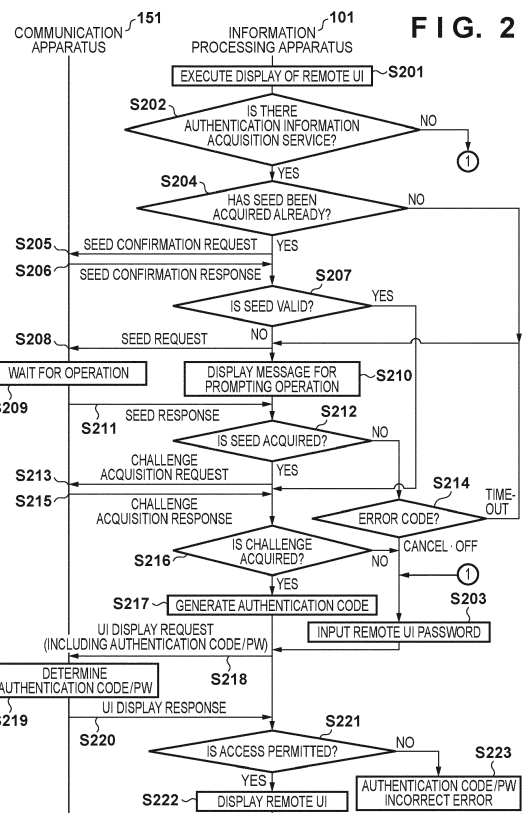 FIG. 2
COMMUNICATION
APPARATUS
151
INFORMATION
PROCESSING APPARATUS
101
EXECUTE DISPLAY OF REMOTE UI
S201
S202
IS THERE
AUTHENTICATION INFORMATION
ACQUISITION SERVICE?
NO
1
YES
S204
HAS SEED BEEN
ACQUIRED ALREADY?
NO
YES
S205
SEED CONFIRMATION REQUEST
S206
SEED CONFIRMATION RESPONSE
S207
IS SEED VALID?
YES
NO
S208
SEED REQUEST
WAIT FOR OPERATION
S209
DISPLAY MESSAGE FOR
PROMPTING OPERATION
S210
S211
SEED RESPONSE
S212
IS SEED ACQUIRED?
NO
YES
S213
CHALLENGE
ACQUISITION REQUEST
S215
CHALLENGE
ACQUISITION RESPONSE
S214
ERROR CODE?
TIME-
OUT
CANCEL·OFF
S216
IS CHALLENGE
ACQUIRED?
NO
YES
1
S217
GENERATE AUTHENTICATION CODE
S203
INPUT REMOTE UI PASSWORD
UI DISPLAY REQUEST
(INCLUDING AUTHENTICATION CODE/PW)
S218
DETERMINE
AUTHENTICATION CODE/PW
S219
UI DISPLAY RESPONSE
S220
S221
IS ACCESS PERMITTED?
NO
YES
S223
AUTHENTICATION CODE/PW
INCORRECT ERROR
S222
DISPLAY REMOTE UI